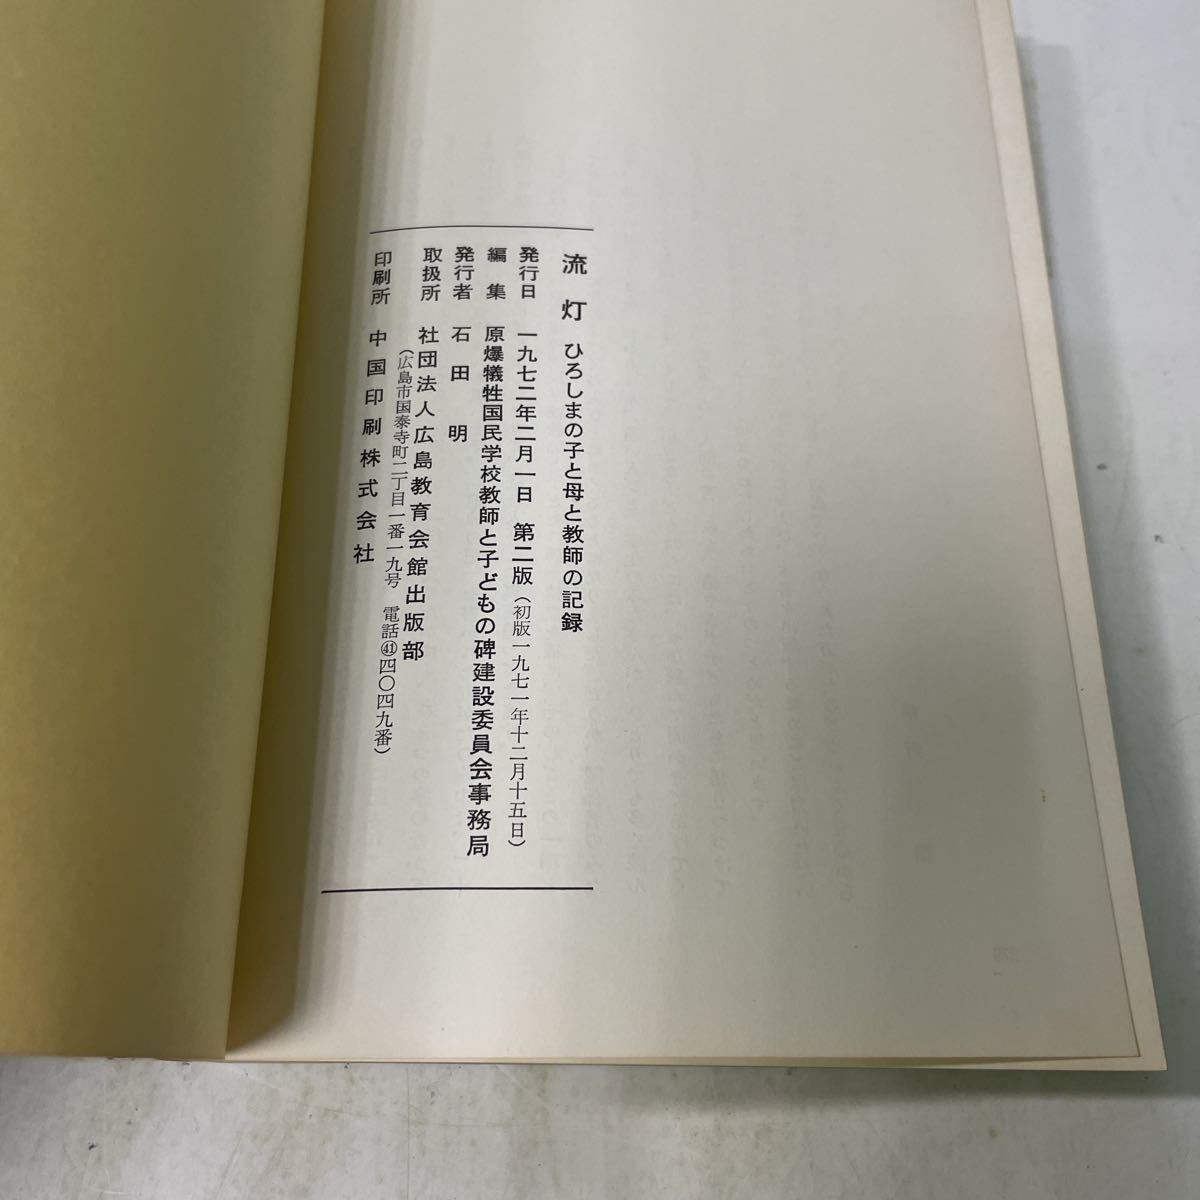 流灯 ひろしまの子と母と教師の記録
発行日 一九七二年二月一日 第二版(初版一九七一年十二月十五日)
編集 原爆犠牲国民学校教師と子どもの碑建設委員会事務局
発行者 石田明
取扱所 社団法人広島教育会館出版部
(広島市国泰寺町二丁目一番一九号 電話㊶四〇四九番)
印刷所 中国印刷株式会社